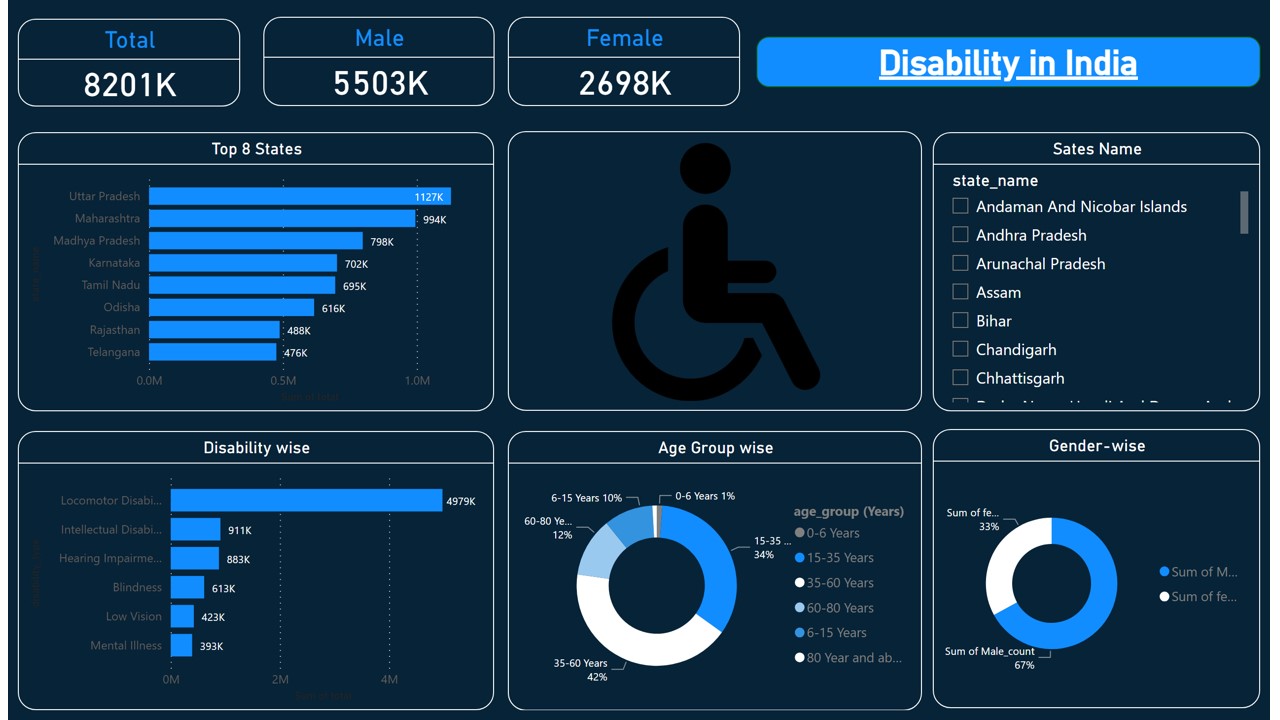 Total
8201K
Male
5503K
Female
2698K
Disability in India
Top 8 States
Uttar Pradesh 1127K
Maharashtra 994K
Madhya Pradesh 798K
Karnataka 702K
Tamil Nadu 695K
Odisha 616K
Rajasthan 488K
Telangana 476K
0.0M 0.5M 1.0M
Sates Name
state_name
Andaman And Nicobar Islands
Andhra Pradesh
Arunachal Pradesh
Assam
Bihar
Chandigarh
Chhattisgarh
Disability wise
Locomotor Disabi... 4979K
Intellectual Disabi... 911K
Hearing Impairme... 883K
Blindness 613K
Low Vision 423K
Mental Illness 393K
0M 2M 4M
Age Group wise
6-15 Years 10%
0-6 Years 1%
60-80 Ye...
12%
15-35 ...
34%
35-60 Years
42%
age_group (Years)
0-6 Years
15-35 Years
35-60 Years
60-80 Years
6-15 Years
80 Year and ab...
Gender-wise
Sum of fe...
33%
Sum of Male_count
67%
Sum of M...
Sum of fe...